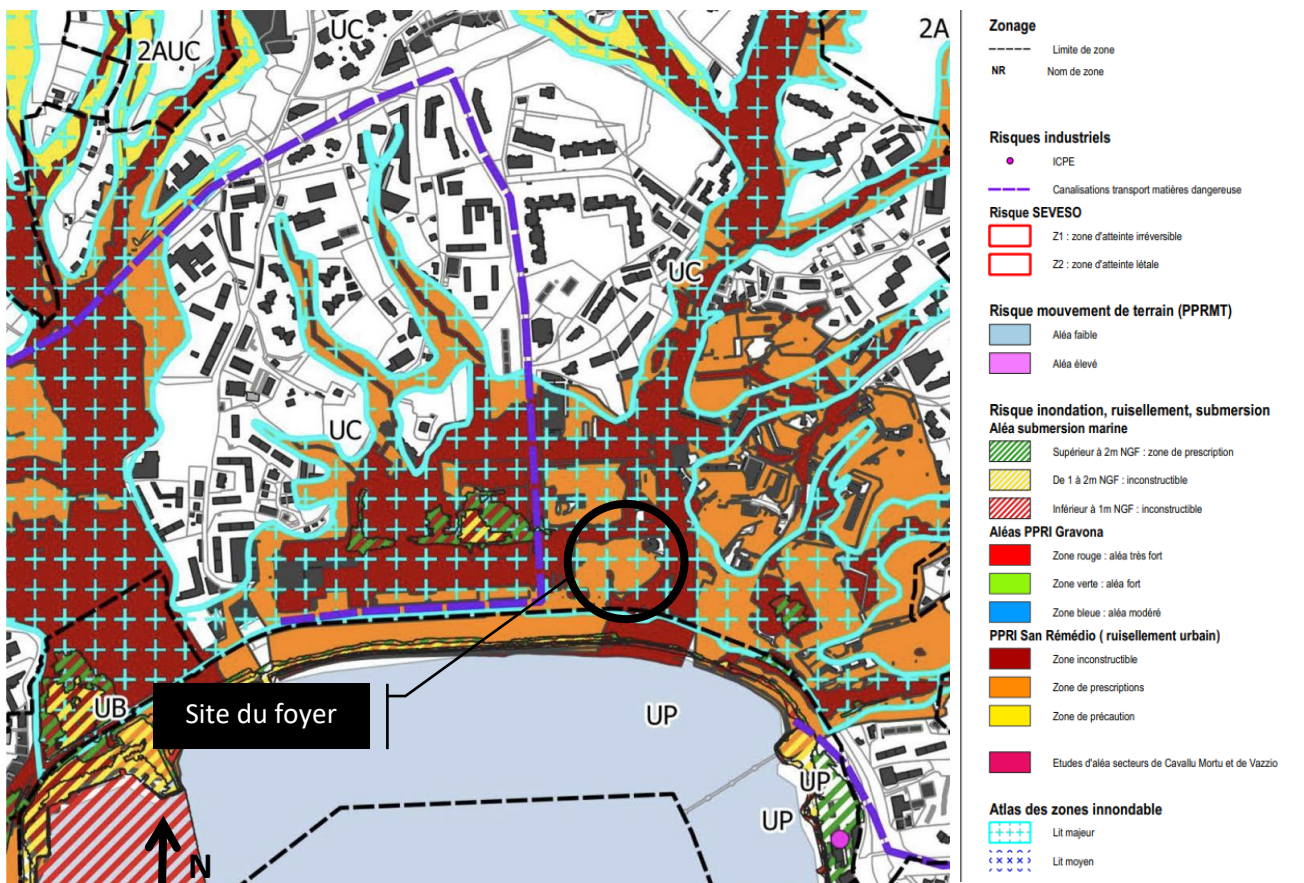 2AUC
UC
2A
UC
UC
UB
UP
UP
UP
Site du foyer
N
Zonage
Limite de zone
NR
Nom de zone
Risques industriels
ICPE
Canalisations transport matières dangereuse
Risque SEVESO
Z1 : zone d'atteinte irréversible
Z2 : zone d'atteinte létale
Risque mouvement de terrain (PPRMT)
Aléa faible
Aléa élevé
Risque inondation, ruisellement, submersion
Aléa submersion marine
Supérieur à 2m NGF : zone de prescription
De 1 à 2m NGF : inconstructible
Inférieur à 1m NGF : inconstructible
Aléas PPRI Gravona
Zone rouge : aléa très fort
Zone verte : aléa fort
Zone bleue : aléa modéré
PPRI San Rémédio ( ruisellement urbain)
Zone inconstructible
Zone de prescriptions
Zone de précaution
Etudes d'aléa secteurs de Cavallu Mortu et de Vazzio
Atlas des zones innondable
Lit majeur
Lit moyen